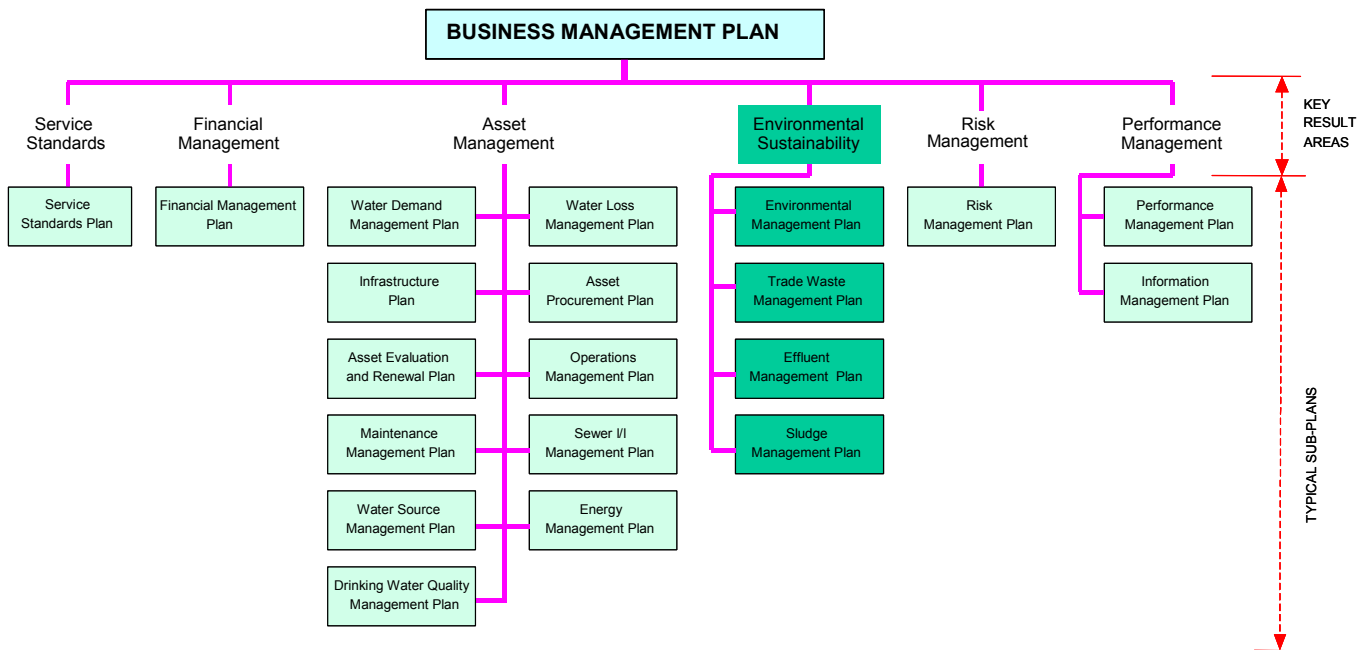 BUSINESS MANAGEMENT PLAN
KEY
RESULT
AREAS
Service
Standards
Financial
Management
Asset
Management
Environmental
Sustainability
Risk
Management
Performance
Management
Service
Standards Plan
Financial Management
Plan
Water Demand
Management Plan
Water Loss
Management Plan
Environmental
Management Plan
Risk
Management Plan
Performance
Management Plan
Infrastructure
Plan
Asset
Procurement Plan
Trade Waste
Management Plan
Information
Management Plan
Asset Evaluation
and Renewal Plan
Operations
Management Plan
Effluent
Management Plan
Maintenance
Management Plan
Sewer I/I
Management Plan
Sludge
Management Plan
Water Source
Management Plan
Energy
Management Plan
Drinking Water Quality
Management Plan
TYPICAL SUB-PLANS